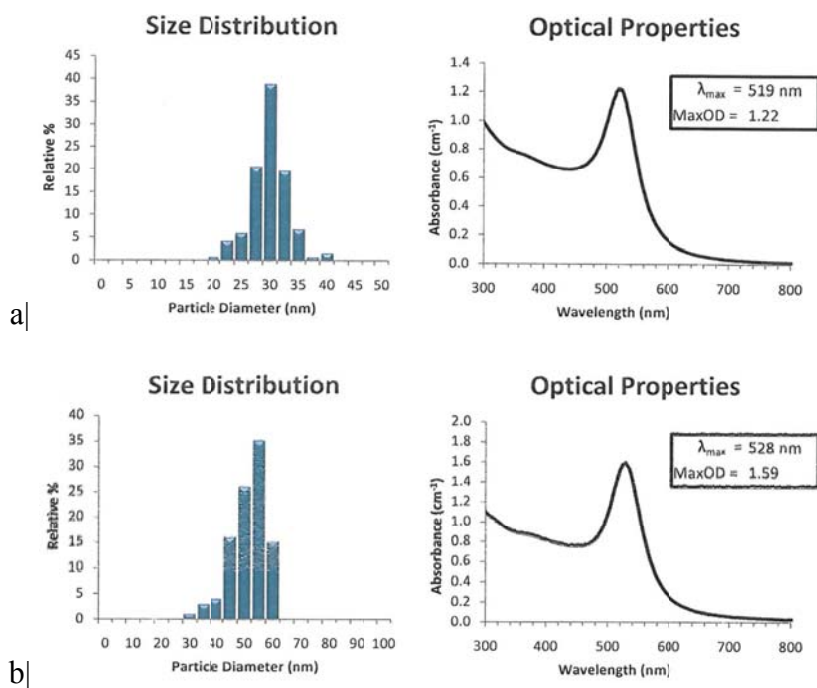 Size Distribution
45
40
35
30
25
20
15
10
5
0
Relative %
0 5 10 15 20 25 30 35 40 45 50
Particle Diameter (nm)
Optical Properties
1.4
1.2
1.0
0.8
0.6
0.4
0.2
0.0
Absorbance (cm⁻¹)
λmax = 519 nm
MaxOD = 1.22
300 400 500 600 700 800
Wavelength (nm)
a|
Size Distribution
40
35
30
25
20
15
10
5
0
Relative %
0 10 20 30 40 50 60 70 80 90 100
Particle Diameter (nm)
Optical Properties
2.0
1.8
1.6
1.4
1.2
1.0
0.8
0.6
0.4
0.2
0.0
Absorbance (cm⁻¹)
λmax = 528 nm
MaxOD = 1.59
300 400 500 600 700 800
Wavelength (nm)
b|